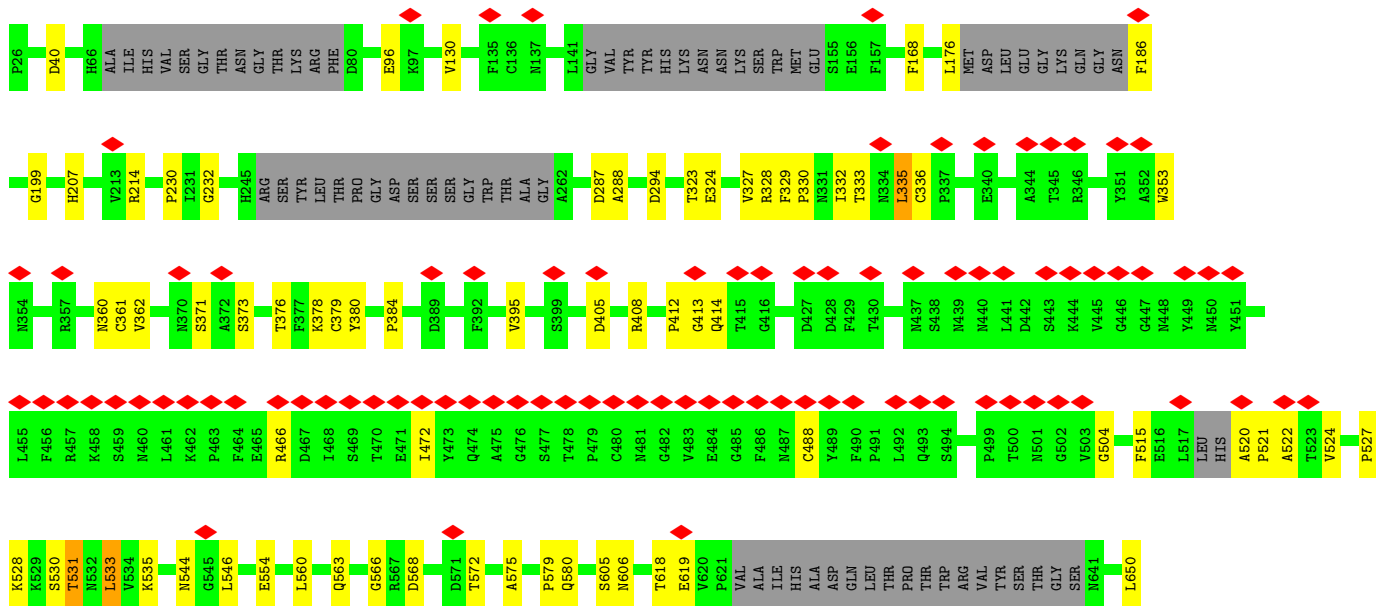 P26 D40 H66 ALA ILE HIS VAL SER GLY THR ASN GLY THR LYS ARG PHE D80 E96 K97 V130 F135 C136 N137 L141 GLY VAL TYR TYR HIS LYS ASN ASN LYS SER TRP MET GLU S155 E156 F157 F168 L176 MET ASP LEU GLU GLY LYS GLN GLY ASN F186
G199 H207 V213 R214 P230 I231 G232 H245 ARG SER TYR LEU THR PRO GLY ASP SER SER SER GLY TRP THR ALA GLY A262 D287 A288 D294 T323 E324 V327 R328 F329 P330 N331 I332 T333 N334 L335 C336 P337 E340 A344 T345 R346 Y351 A352 W353
N354 R357 N360 C361 V362 N370 S371 A372 S373 T376 F377 K378 C379 Y380 P384 D389 F392 V395 S399 D405 R408 P412 G413 Q414 T415 G416 D427 D428 F429 T430 N437 S438 N439 N440 L441 D442 S443 K444 V445 G446 G447 N448 Y449 N450 Y451
L455 F456 R457 K458 S459 N460 L461 K462 P463 F464 E465 R466 D467 I468 S469 T470 E471 I472 Y473 Q474 A475 G476 S477 T478 P479 C480 N481 G482 V483 E484 G485 F486 N487 C488 Y489 F490 P491 L492 Q493 S494 P499 T500 N501 G502 V503 G504 F515 E516 L517 LEU HIS A520 P521 A522 T523 V524 P527
K528 K529 S530 T531 N532 L533 V534 K535 N544 G545 L546 E554 L560 Q563 G566 R567 D568 D571 T572 A575 P579 Q580 S605 N606 T618 E619 V620 P621 VAL ALA ILE HIS ALA ASP GLN LEU THR PRO THR TRP ARG VAL TYR SER THR GLY SER N641 L650